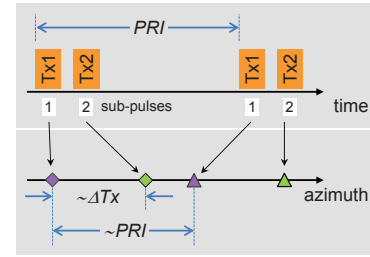 PRI
Tx1 Tx2 Tx1 Tx2
1 2 sub-pulses 1 2 time
azimuth
~ΔTx
~PRI